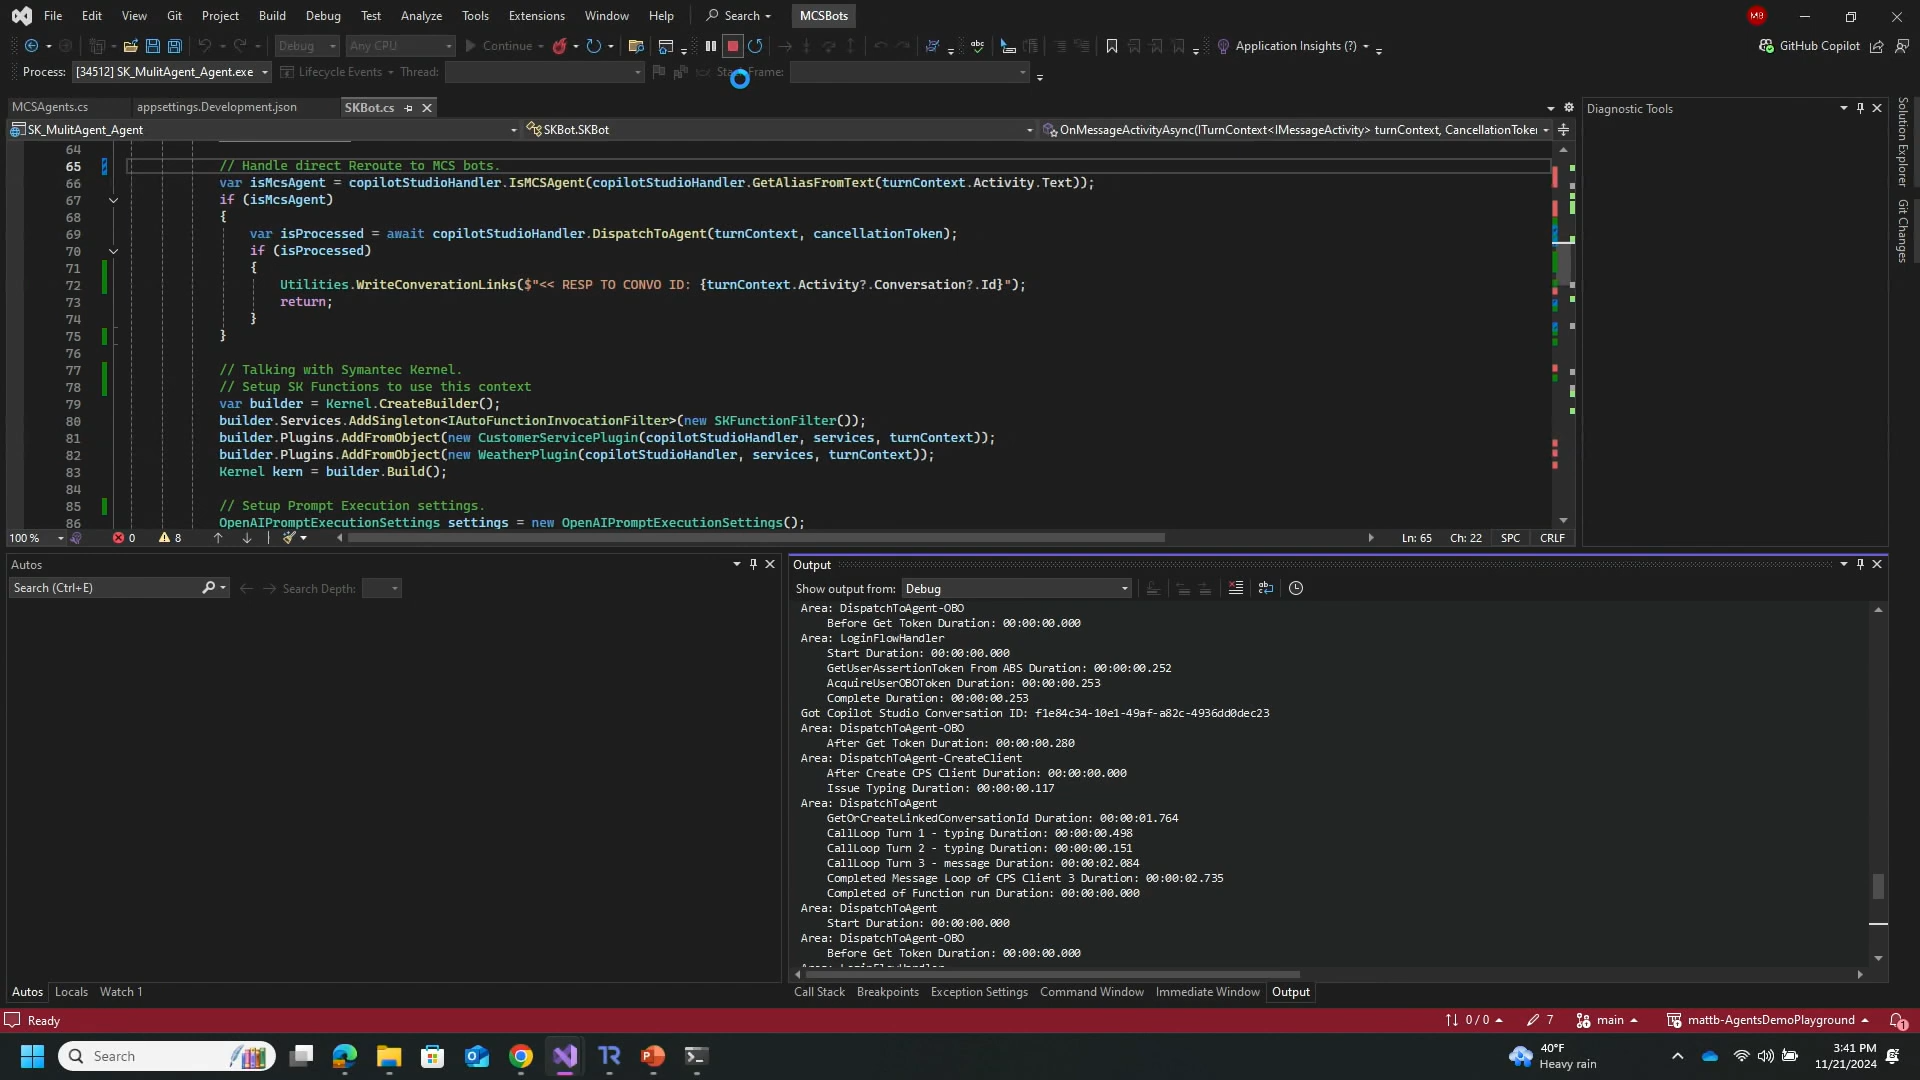 File Edit View Git Project Build Debug Test Analyze Tools Extensions Window Help Search MCSBots MB
Debug Any CPU Continue Application Insights (?) GitHub Copilot
Process: [34512] SK_MulitAgent_Agent.exe Lifecycle Events Thread: Stack Frame:
MCSAgents.cs appsettings.Development.json SKBot.cs
SK_MulitAgent_Agent SKBot.SKBot OnMessageActivityAsync(ITurnContext<IMessageActivity> turnContext, CancellationToke
64
65 // Handle direct Reroute to MCS bots.
66 var isMcsAgent = copilotStudioHandler.IsMCSAgent(copilotStudioHandler.GetAliasFromText(turnContext.Activity.Text));
67 if (isMcsAgent)
68 {
69 var isProcessed = await copilotStudioHandler.DispatchToAgent(turnContext, cancellationToken);
70 if (isProcessed)
71 {
72 Utilities.WriteConverationLinks($"<< RESP TO CONVO ID: {turnContext.Activity?.Conversation?.Id}");
73 return;
74 }
75 }
76
77 // Talking with Symantec Kernel.
78 // Setup SK Functions to use this context
79 var builder = Kernel.CreateBuilder();
80 builder.Services.AddSingleton<IAutoFunctionInvocationFilter>(new SKFunctionFilter());
81 builder.Plugins.AddFromObject(new CustomerServicePlugin(copilotStudioHandler, services, turnContext));
82 builder.Plugins.AddFromObject(new WeatherPlugin(copilotStudioHandler, services, turnContext));
83 Kernel kern = builder.Build();
84
85 // Setup Prompt Execution settings.
86 OpenAIPromptExecutionSettings settings = new OpenAIPromptExecutionSettings();
100 % 0 8 Ln: 65 Ch: 22 SPC CRLF
Diagnostic Tools
Solution Explorer
Git Changes
Autos
Search (Ctrl+E) Search Depth:
Autos Locals Watch 1
Output
Show output from: Debug
Area: DispatchToAgent-OBO
Before Get Token Duration: 00:00:00.000
Area: LoginFlowHandler
Start Duration: 00:00:00.000
GetUserAssertionToken From ABS Duration: 00:00:00.252
AcquireUserOBOToken Duration: 00:00:00.253
Complete Duration: 00:00:00.253
Got Copilot Studio Conversation ID: f1e84c34-10e1-49af-a82c-4936dd0dec23
Area: DispatchToAgent-OBO
After Get Token Duration: 00:00:00.280
Area: DispatchToAgent-CreateClient
After Create CPS Client Duration: 00:00:00.000
Issue Typing Duration: 00:00:00.117
Area: DispatchToAgent
GetOrCreateLinkedConversationId Duration: 00:00:01.764
CallLoop Turn 1 - typing Duration: 00:00:00.498
CallLoop Turn 2 - typing Duration: 00:00:00.151
CallLoop Turn 3 - message Duration: 00:00:02.084
Completed Message Loop of CPS Client 3 Duration: 00:00:02.735
Completed of Function run Duration: 00:00:00.000
Area: DispatchToAgent
Start Duration: 00:00:00.000
Area: DispatchToAgent-OBO
Before Get Token Duration: 00:00:00.000
Area: LoginFlowHandler
Call Stack Breakpoints Exception Settings Command Window Immediate Window Output
Ready 0 / 0 7 main mattb-AgentsDemoPlayground 1
Search 40°F Heavy rain 3:41 PM 11/21/2024